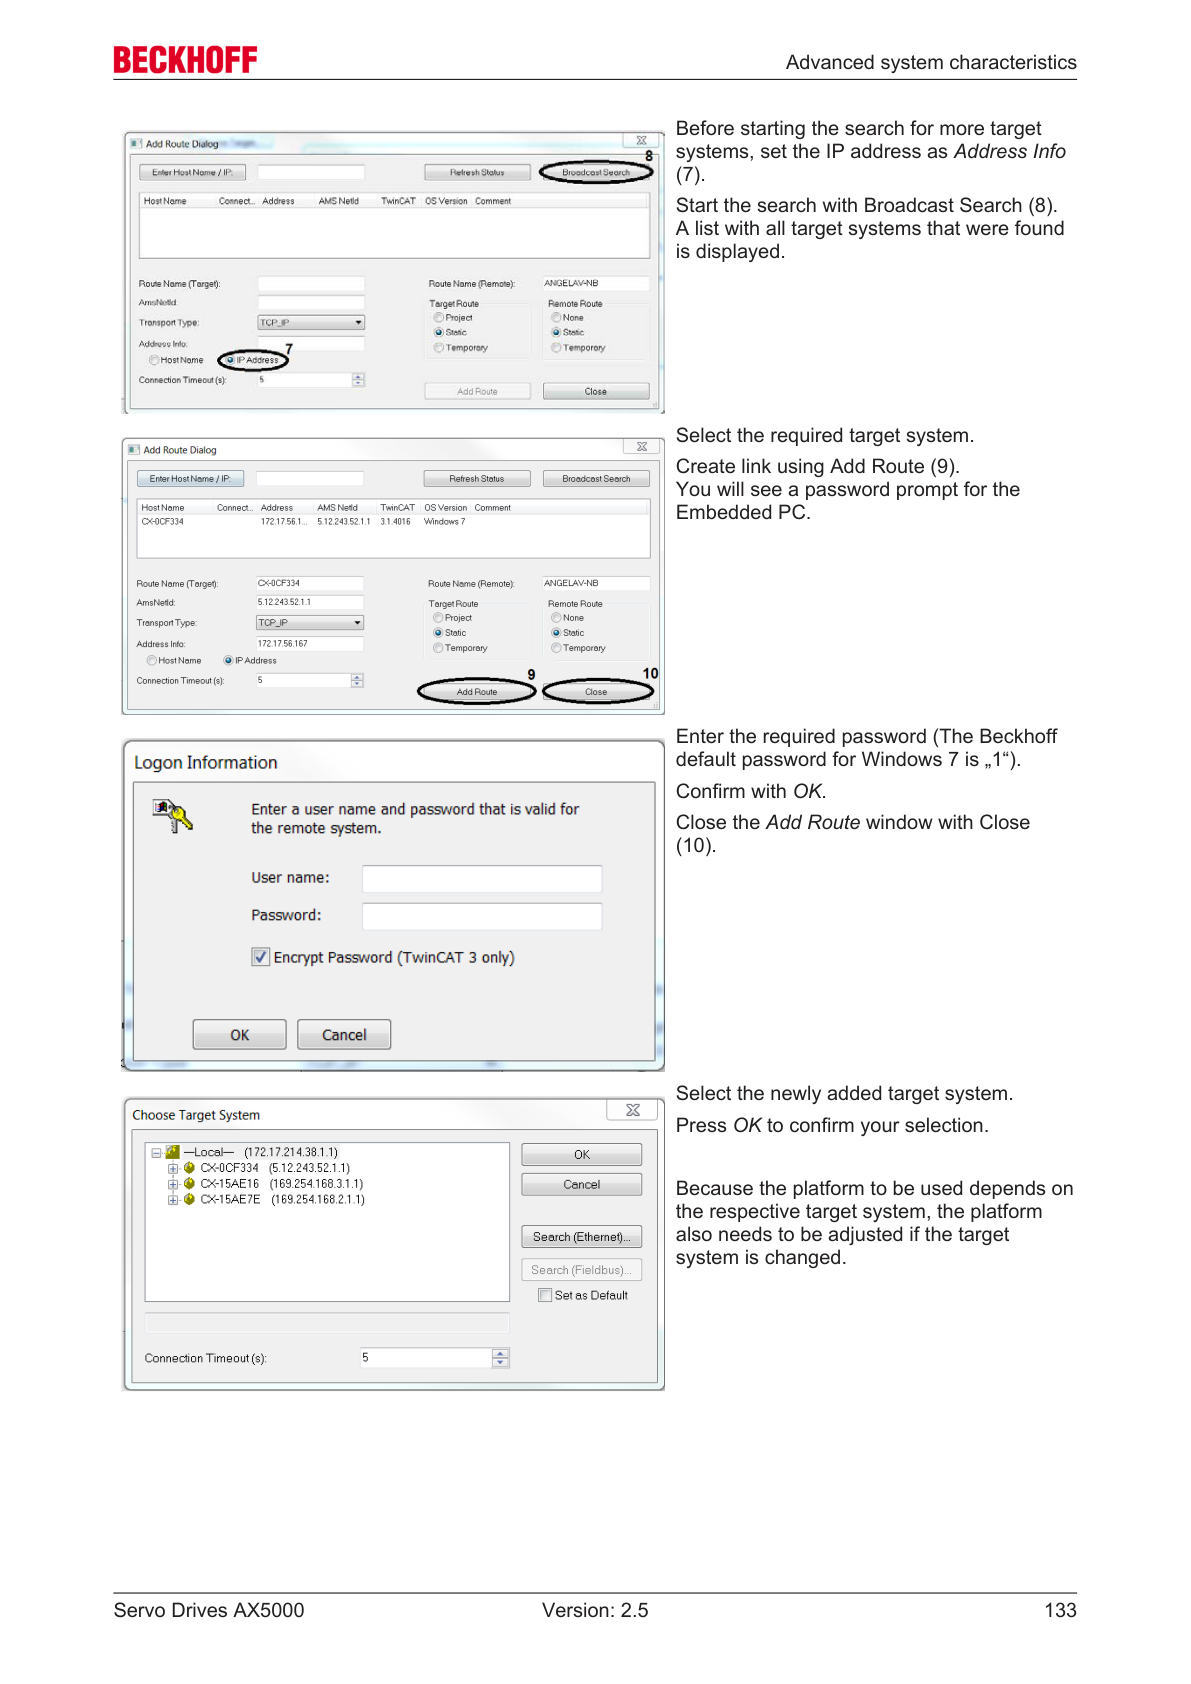 BECKHOFF
Advanced system characteristics
Add Route Dialog
8
Enter Host Name / IP:
Refresh Status
Broadcast Search
Host Name Connect... Address AMS NetId TwinCAT OS Version Comment
Route Name (Target):
Route Name (Remote): ANGELAV-NB
AmsNetId:
Target Route
Remote Route
Transport Type: TCP_IP
Project
None
Static
Static
Address Info:
Temporary
Temporary
7
Host Name
IP Address
Connection Timeout (s): 5
Add Route
Close
Before starting the search for more target
systems, set the IP address as Address Info
(7).
Start the search with Broadcast Search (8).
A list with all target systems that were found
is displayed.
Add Route Dialog
Enter Host Name / IP:
Refresh Status
Broadcast Search
Host Name Connect... Address AMS NetId TwinCAT OS Version Comment
CX-0CF334 172.17.56.1... 5.12.243.52.1.1 3.1.4016 Windows 7
Route Name (Target): CX-0CF334
Route Name (Remote): ANGELAV-NB
AmsNetId: 5.12.243.52.1.1
Target Route
Remote Route
Transport Type: TCP_IP
Project
None
Static
Static
Address Info: 172.17.56.167
Temporary
Temporary
Host Name
IP Address
9
10
Connection Timeout (s): 5
Add Route
Close
Select the required target system.
Create link using Add Route (9).
You will see a password prompt for the
Embedded PC.
Logon Information
Enter a user name and password that is valid for
the remote system.
User name:
Password:
Encrypt Password (TwinCAT 3 only)
OK
Cancel
Enter the required password (The Beckhoff
default password for Windows 7 is „1“).
Confirm with OK.
Close the Add Route window with Close
(10).
Choose Target System
—Local— (172.17.214.38.1.1)
CX-0CF334 (5.12.243.52.1.1)
CX-15AE16 (169.254.168.3.1.1)
CX-15AE7E (169.254.168.2.1.1)
OK
Cancel
Search (Ethernet)...
Search (Fieldbus)...
Set as Default
Connection Timeout (s): 5
Select the newly added target system.
Press OK to confirm your selection.
Because the platform to be used depends on
the respective target system, the platform
also needs to be adjusted if the target
system is changed.
Servo Drives AX5000
Version: 2.5
133